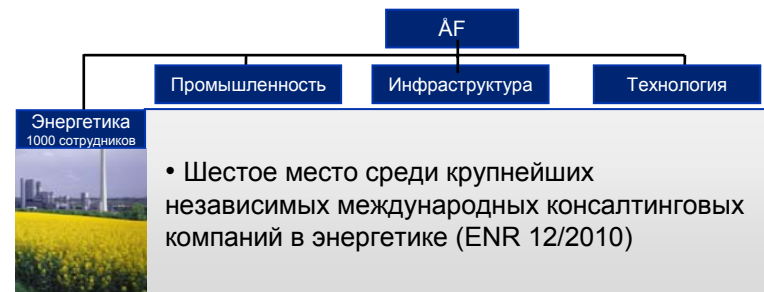 ÅF
Промышленность
Инфраструктура
Технология
Энергетика
1000 сотрудников
• Шестое место среди крупнейших
независимых международных консалтинговых
компаний в энергетике (ENR 12/2010)